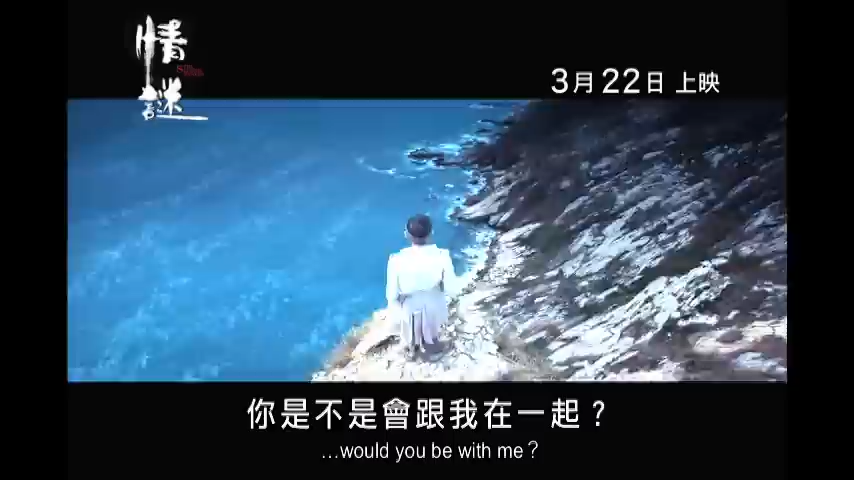 情謎
3月22日 上映
你是不是會跟我在一起？
...would you be with me？